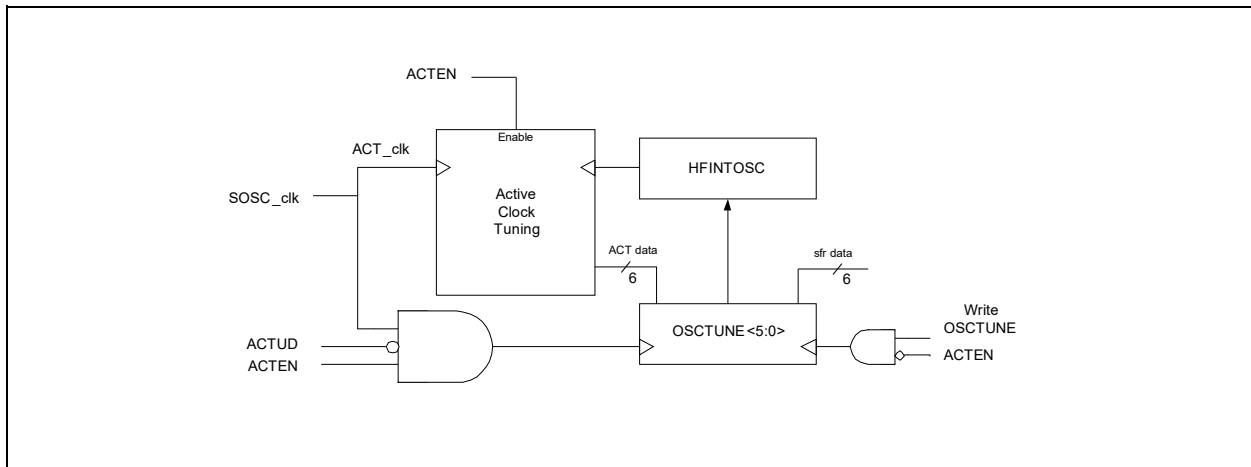 ACTEN
Enable
ACT_clk
HFINTOSC
SOSC_clk
Active
Clock
Tuning
ACT data
6
sfr data
6
Write
OSCTUNE
OSCTUNE<5:0>
ACTUD
ACTEN
ACTEN